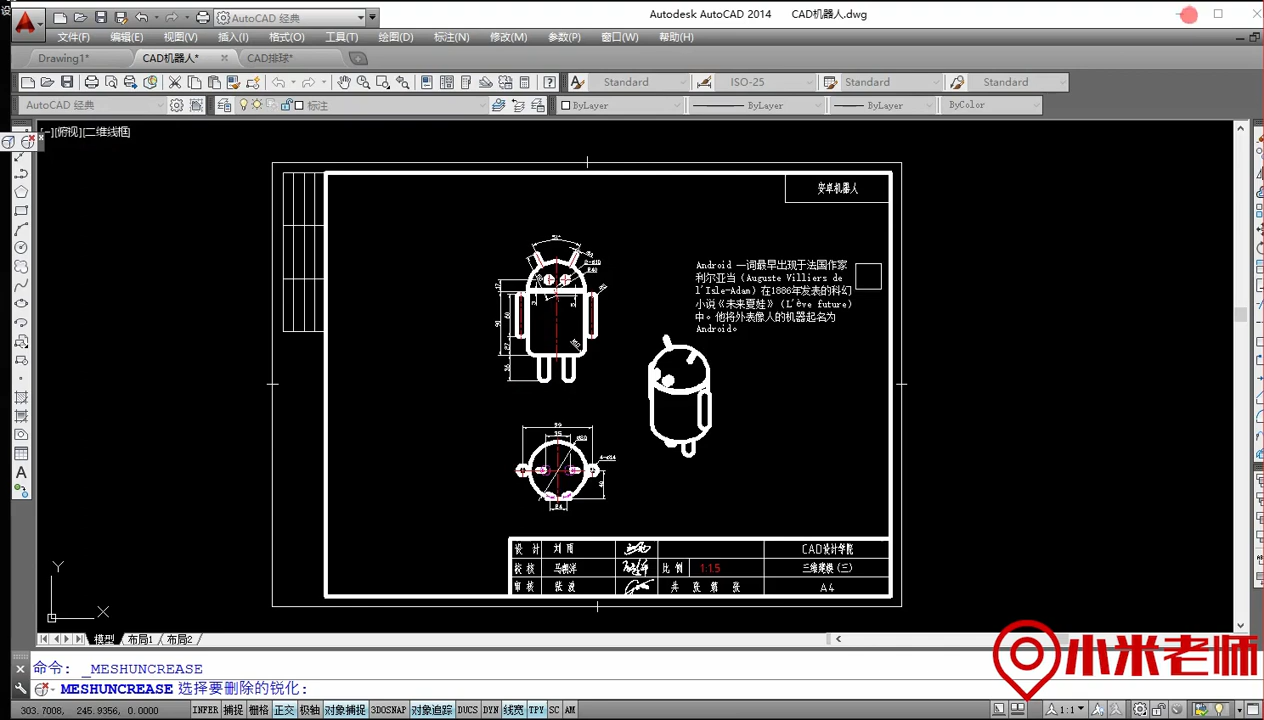 Autodesk AutoCAD 2014 CAD机器人.dwg
AutoCAD 经典
文件(F) 编辑(E) 视图(V) 插入(I) 格式(O) 工具(T) 绘图(D) 标注(N) 修改(M) 参数(P) 窗口(W) 帮助(H)
Drawing1* CAD机器人* CAD排球*
Standard ISO-25 Standard Standard
AutoCAD 经典 标注 ByLayer ByLayer ByLayer ByColor
[−][俯视][二维线框]
安卓机器人
Android 一词最早出现于法国作家
利尔亚当（Auguste Villiers de
l'Isle-Adam）在1886年发表的科幻
小说《未来夏娃》（L'ève future）
中。他将外表像人的机器起名为
Android。
设 计 刘 雨 CAD设计学院
校 核 比 例 1:1.5 三维建模（三）
审 核 张 波 共 张 第 张 A4
Y
X
模型 布局1 布局2
小米老师
命令: _MESHUNCREASE
MESHUNCREASE 选择要删除的锐化:
303.7008, 245.9356, 0.0000 INFER 捕捉 栅格 正交 极轴 对象捕捉 3DOSNAP 对象追踪 DUCS DYN 线宽 TPY SC AM 1:1